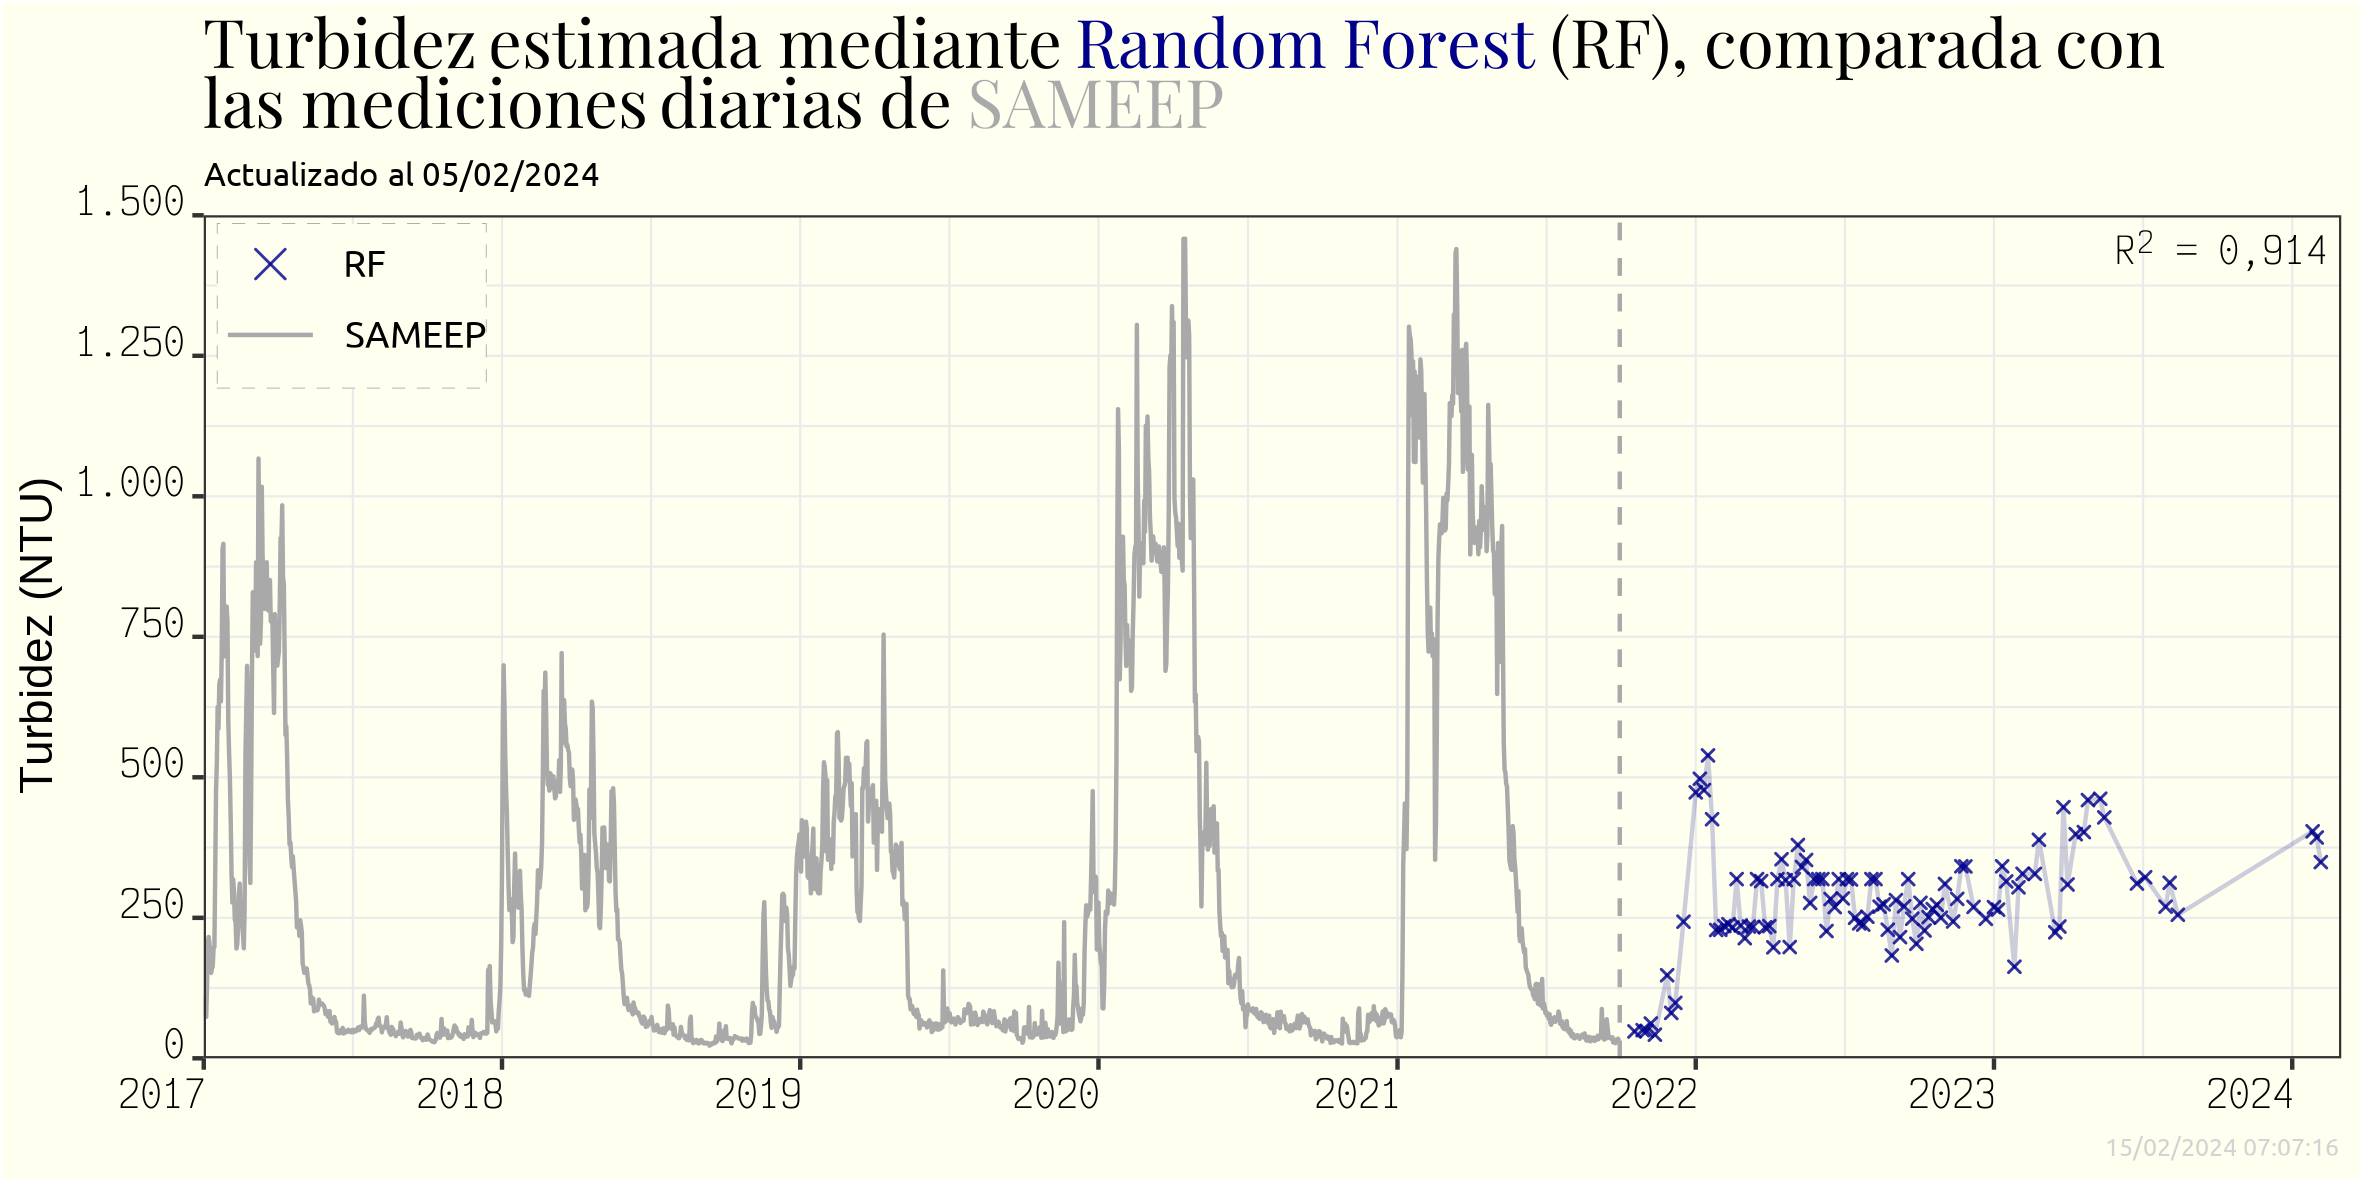 Turbidez estimada mediante Random Forest (RF), comparada con
las mediciones diarias de SAMEEP
Actualizado al 05/02/2024
1.500
1.250
1.000
750
500
250
0
Turbidez (NTU)
RF
SAMEEP
R² = 0,914
2017
2018
2019
2020
2021
2022
2023
2024
15/02/2024 07:07:16